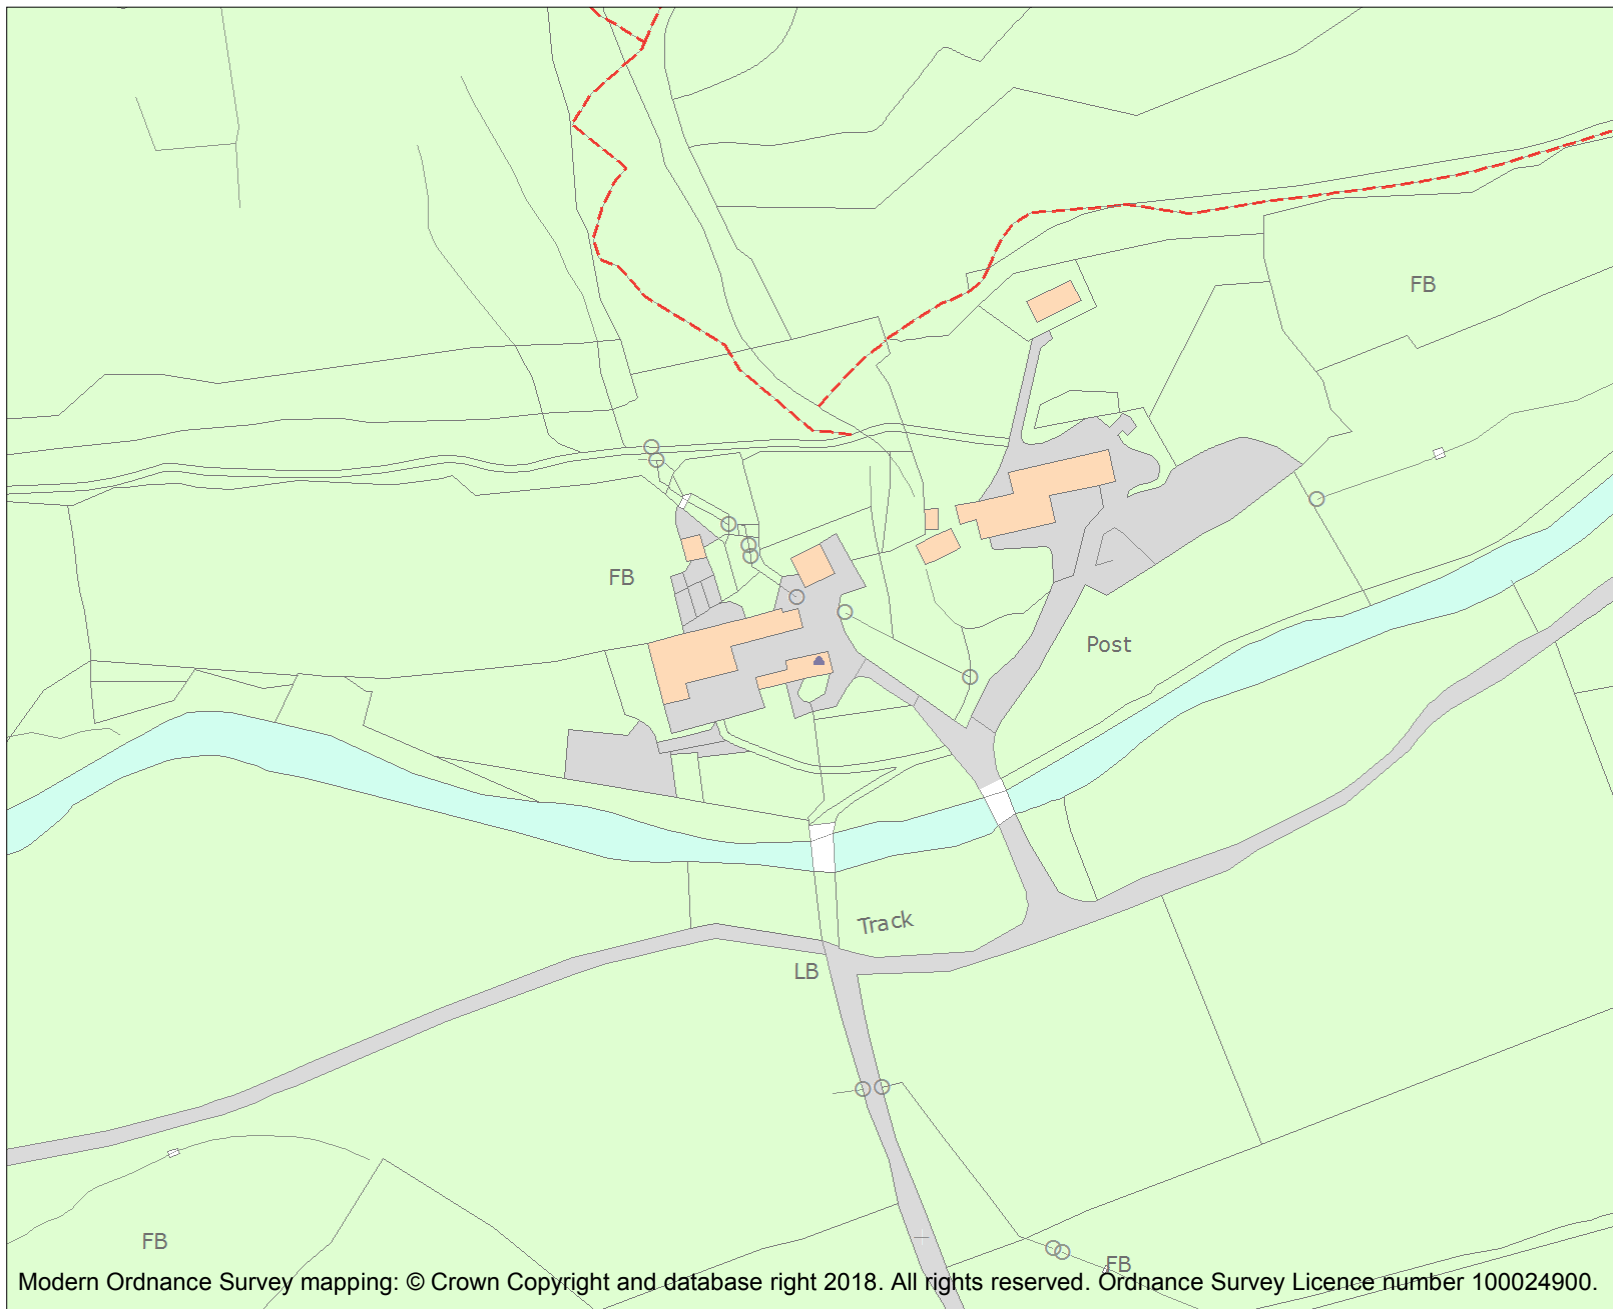 FB
FB
Post
Track
LB
FB
FB
Modern Ordnance Survey mapping: © Crown Copyright and database right 2018. All rights reserved. Ordnance Survey Licence number 100024900.